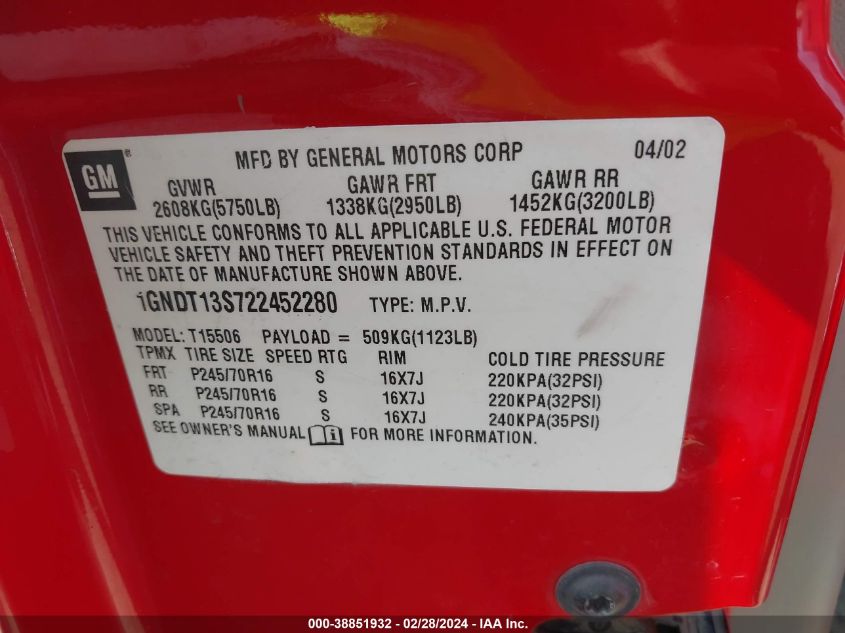 GM®
MFD BY GENERAL MOTORS CORP 04/02
GVWR GAWR FRT GAWR RR
2608KG(5750LB) 1338KG(2950LB) 1452KG(3200LB)
THIS VEHICLE CONFORMS TO ALL APPLICABLE U.S. FEDERAL MOTOR
VEHICLE SAFETY AND THEFT PREVENTION STANDARDS IN EFFECT ON
THE DATE OF MANUFACTURE SHOWN ABOVE.
1GNDT13S722452280 TYPE: M.P.V.
MODEL: T15506 PAYLOAD = 509KG(1123LB)
TPMX TIRE SIZE SPEED RTG RIM COLD TIRE PRESSURE
FRT P245/70R16 S 16X7J 220KPA(32PSI)
RR P245/70R16 S 16X7J 220KPA(32PSI)
SPA P245/70R16 S 16X7J 240KPA(35PSI)
SEE OWNER'S MANUAL FOR MORE INFORMATION.
000-38851932 - 02/28/2024 - IAA Inc.